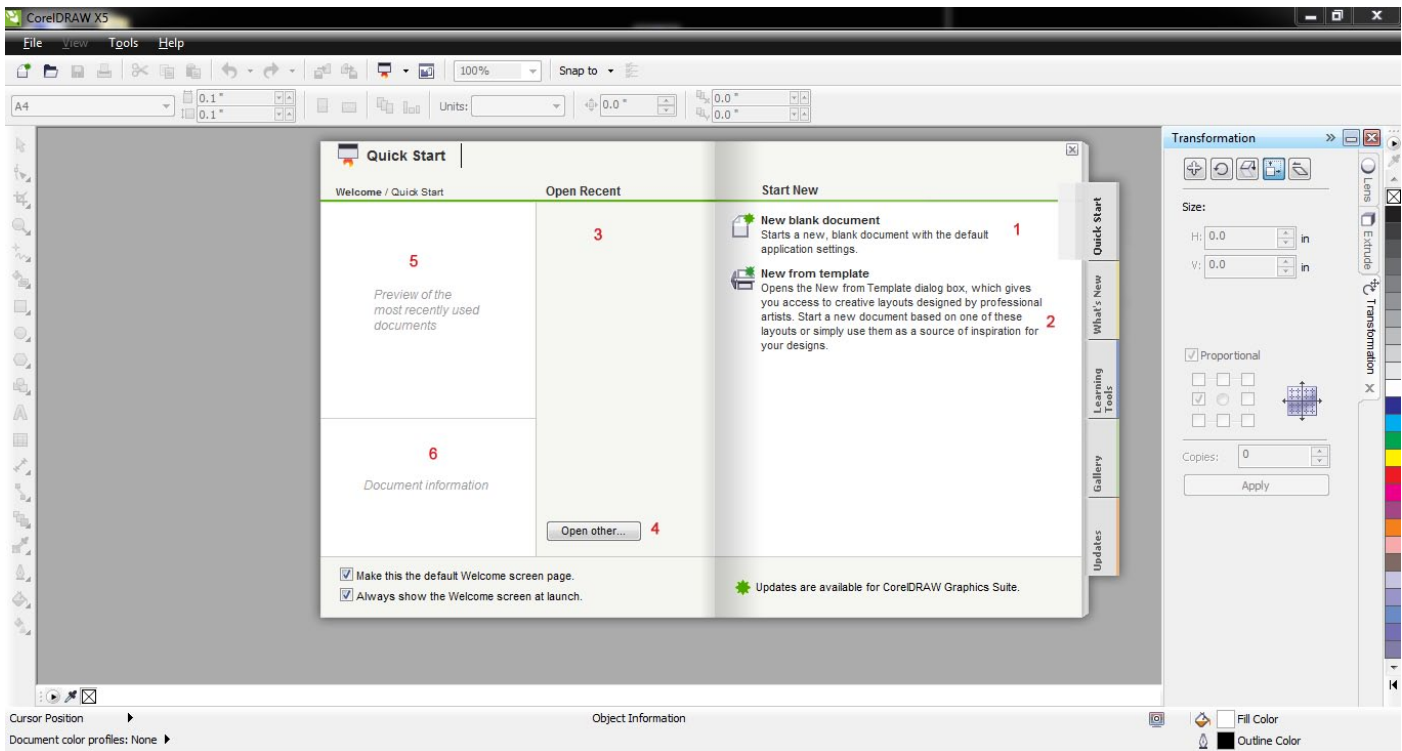 CorelDRAW X5
File View Tools Help
100% Snap to
A4 0.1 " Units: 0.0 " 0.0 "
0.1 " 0.0 "
Quick Start
Welcome / Quick Start Open Recent Start New
New blank document
Starts a new, blank document with the default 1
application settings.
New from template
Opens the New from Template dialog box, which gives
you access to creative layouts designed by professional
artists. Start a new document based on one of these 2
layouts or simply use them as a source of inspiration for
your designs.
3
5
Preview of the
most recently used
documents
6
Document information
Open other... 4
Make this the default Welcome screen page.
Always show the Welcome screen at launch.
Updates are available for CorelDRAW Graphics Suite.
Quick Start
What's New
Learning
Tools
Gallery
Updates
Transformation
Size:
H: 0.0 in
V: 0.0 in
Proportional
Copies: 0
Apply
Lens
Extrude
Transformation
Cursor Position Object Information Fill Color
Document color profiles: None Outline Color